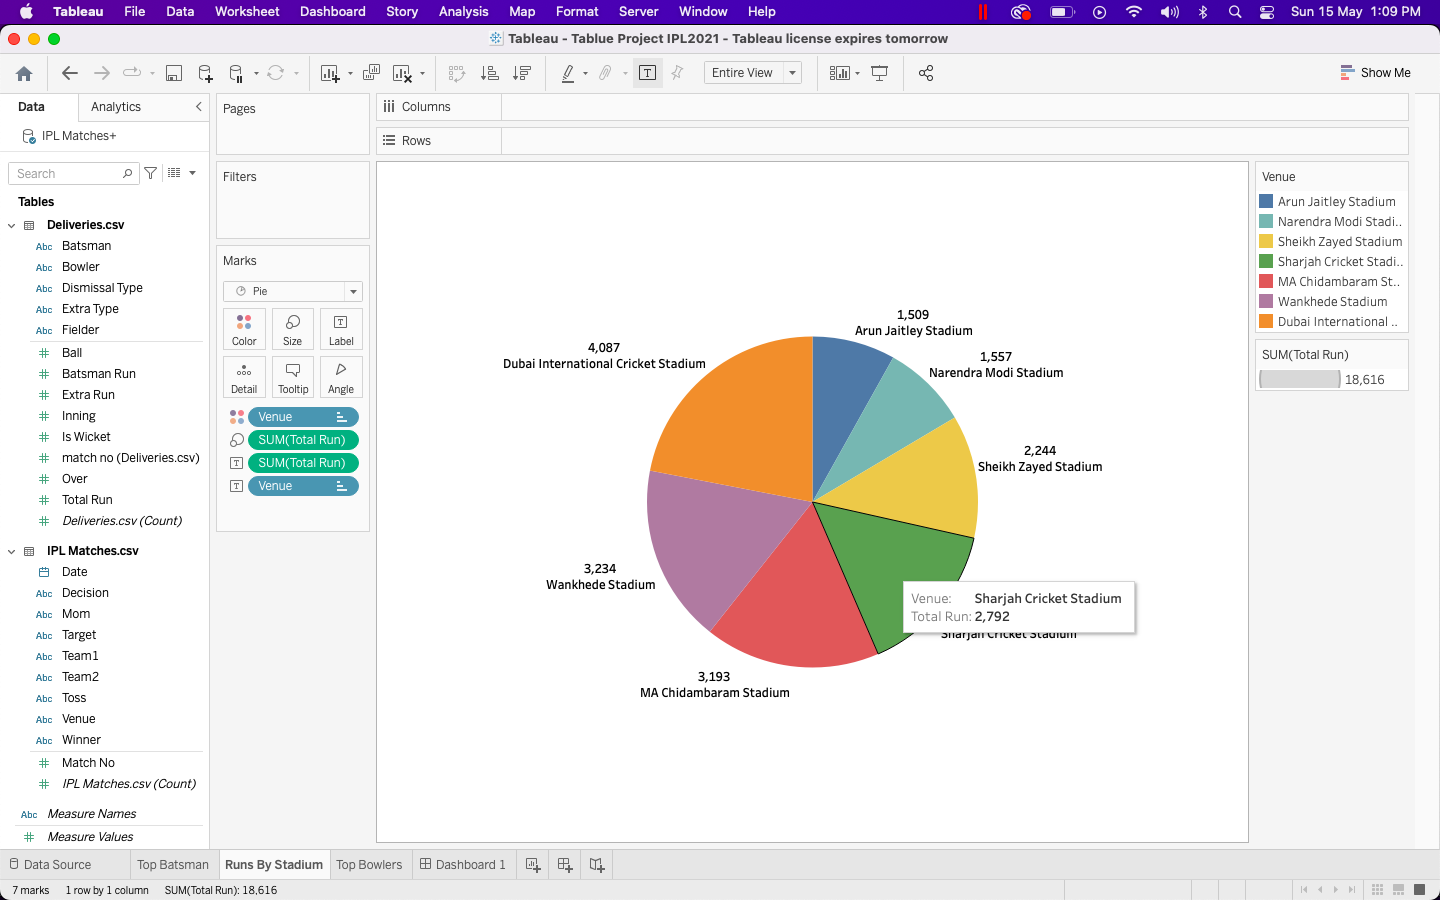 Tableau File Data Worksheet Dashboard Story Analysis Map Format Server Window Help Sun 15 May 1:09 PM
Tableau - Tablue Project IPL2021 - Tableau license expires tomorrow
Entire View
Show Me
Data Analytics
IPL Matches+
Search
Tables
Deliveries.csv
Abc Batsman
Abc Bowler
Abc Dismissal Type
Abc Extra Type
Abc Fielder
# Ball
# Batsman Run
# Extra Run
# Inning
# Is Wicket
# match no (Deliveries.csv)
# Over
# Total Run
# Deliveries.csv (Count)
IPL Matches.csv
Date
Abc Decision
Abc Mom
Abc Target
Abc Team1
Abc Team2
Abc Toss
Abc Venue
Abc Winner
# Match No
# IPL Matches.csv (Count)
Abc Measure Names
# Measure Values
Pages
Filters
Marks
Pie
Color Size Label
Detail Tooltip Angle
Venue
SUM(Total Run)
T SUM(Total Run)
T Venue
Columns
Rows
1,509
Arun Jaitley Stadium
4,087
Dubai International Cricket Stadium
1,557
Narendra Modi Stadium
2,244
Sheikh Zayed Stadium
3,234
Wankhede Stadium
Venue: Sharjah Cricket Stadium
Total Run: 2,792
Sharjah Cricket Stadium
3,193
MA Chidambaram Stadium
Venue
Arun Jaitley Stadium
Narendra Modi Stadi..
Sheikh Zayed Stadium
Sharjah Cricket Stadi..
MA Chidambaram St..
Wankhede Stadium
Dubai International ..
SUM(Total Run)
18,616
Data Source Top Batsman Runs By Stadium Top Bowlers Dashboard 1
7 marks 1 row by 1 column SUM(Total Run): 18,616